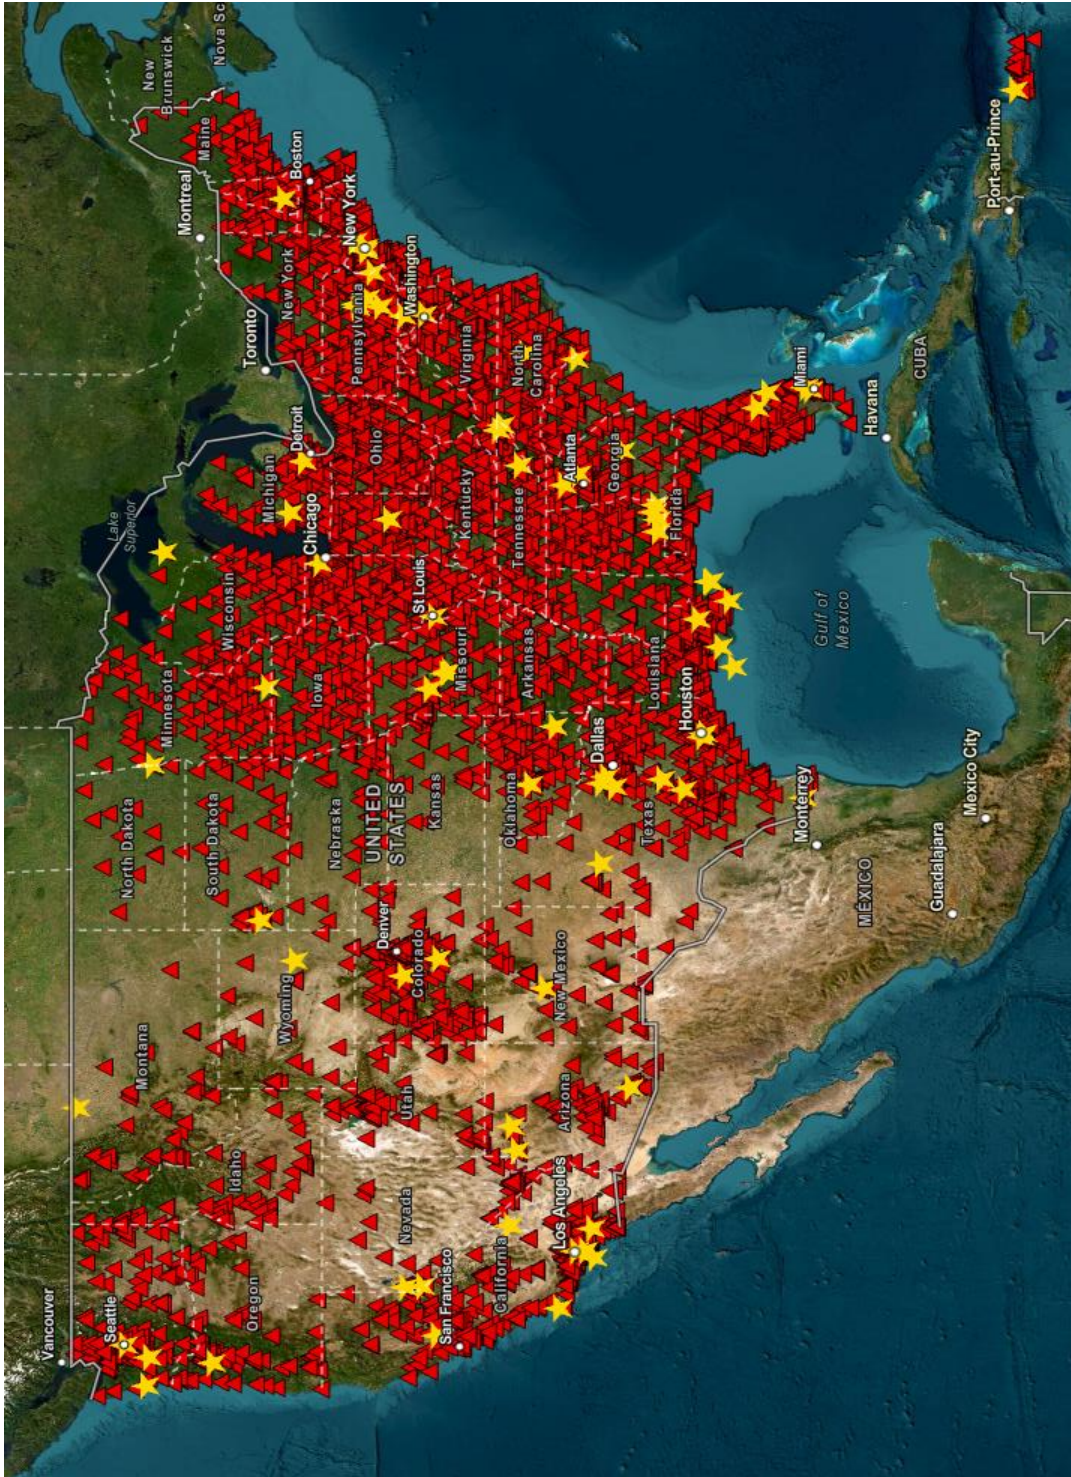 Vancouver
Seattle
Montana
North Dakota
Minnesota
Lake
Superior
Montreal
Maine
New
Brunswick
Nova Sc
Oregon
Idaho
Wyoming
South Dakota
Wisconsin
Michigan
Toronto
New York
Boston
Detroit
Chicago
Iowa
Nebraska
UNITED
STATES
Nevada
Utah
Denver
Colorado
Kansas
Missouri
St Louis
Ohio
Pennsylvania
New York
Washington
San Francisco
California
Kentucky
Virginia
Los Angeles
Arizona
New Mexico
Oklahoma
Arkansas
Tennessee
North
Carolina
Dallas
Atlanta
Georgia
Texas
Louisiana
Houston
Florida
Monterrey
Gulf of
Mexico
Miami
MÉXICO
Havana
CUBA
Guadalajara
Mexico City
Port-au-Prince